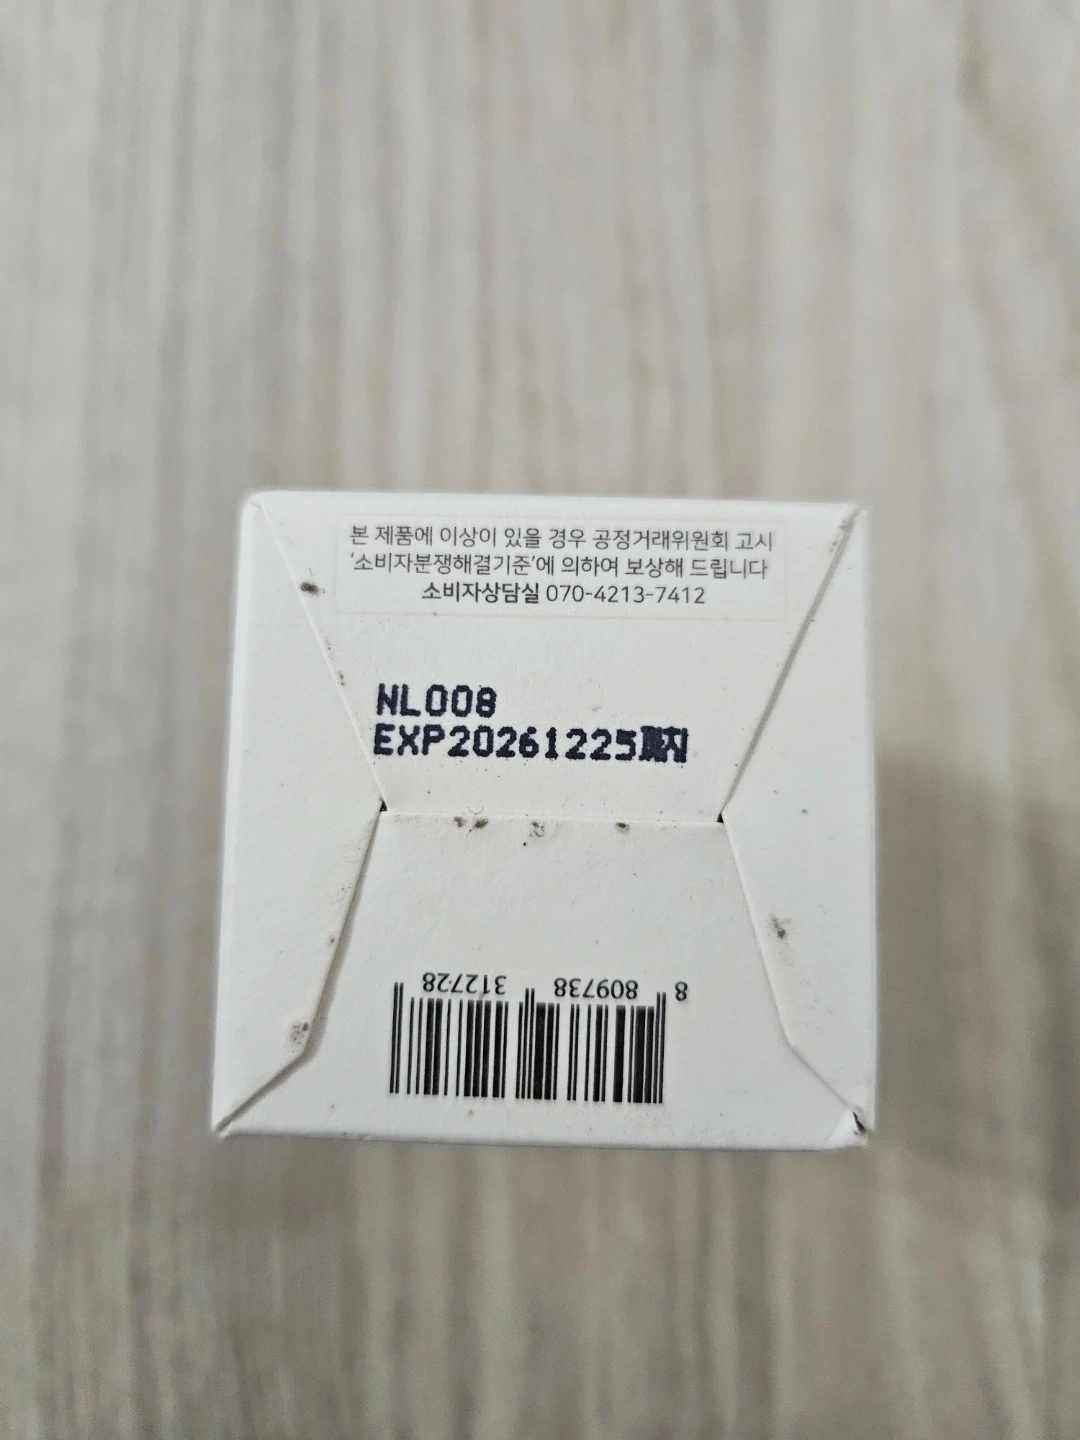 본 제품에 이상이 있을 경우 공정거래위원회 고시
'소비자분쟁해결기준'에 의하여 보상해 드립니다
소비자상담실 070-4213-7412
NL008
EXP20261225까지
8 809738 312728